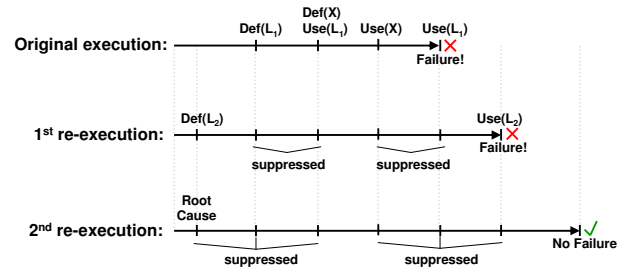 Def(X)
Def(L₁) Use(L₁) Use(X) Use(L₁)
Original execution:
Failure!
Def(L₂) Use(L₂)
1st re-execution:
Failure!
suppressed suppressed
Root
Cause
2nd re-execution:
No Failure
suppressed suppressed